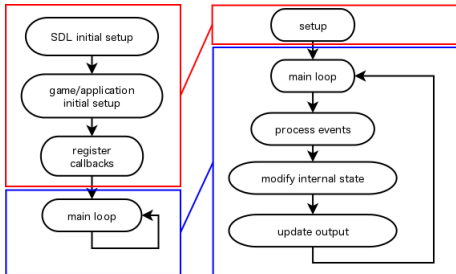 SDL initial setup
game/application
initial setup
register
callbacks
main loop
setup
main loop
process events
modify internal state
update output